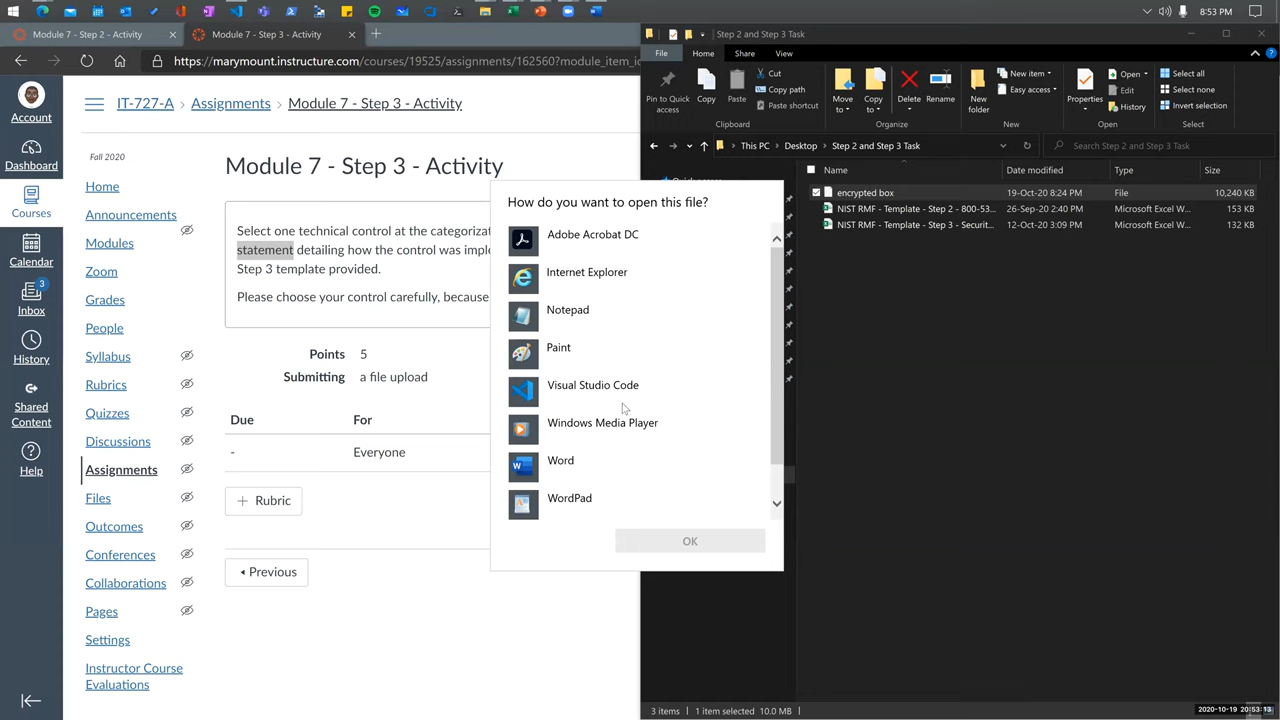 8:53 PM
Module 7 - Step 2 - Activity
Module 7 - Step 3 - Activity
https://marymount.instructure.com/courses/19525/assignments/162560?module_item_i
Account
Dashboard
Courses
Calendar
3
Inbox
History
Shared
Content
Help
IT-727-A
Assignments
Module 7 - Step 3 - Activity
Fall 2020
Home
Announcements
Modules
Zoom
Grades
People
Syllabus
Rubrics
Quizzes
Discussions
Assignments
Files
Outcomes
Conferences
Collaborations
Pages
Settings
Instructor Course
Evaluations
Module 7 - Step 3 - Activity
Select one technical control at the categorizat
statement detailing how the control was imple
Step 3 template provided.
Please choose your control carefully, because
Points 5
Submitting a file upload
Due For
- Everyone
+ Rubric
Previous
How do you want to open this file?
Adobe Acrobat DC
Internet Explorer
Notepad
Paint
Visual Studio Code
Windows Media Player
Word
WordPad
OK
Step 2 and Step 3 Task
File
Home
Share
View
Pin to Quick
access
Copy
Paste
Cut
Copy path
Paste shortcut
Clipboard
Move
to
Copy
to
Delete
Rename
Organize
New
folder
New item
Easy access
New
Properties
Open
Edit
History
Open
Select all
Select none
Invert selection
Select
This PC
Desktop
Step 2 and Step 3 Task
Search Step 2 and Step 3 Task
Name Date modified Type Size
encrypted box 19-Oct-20 8:24 PM File 10,240 KB
NIST RMF - Template - Step 2 - 800-53... 26-Sep-20 2:40 PM Microsoft Excel W... 153 KB
NIST RMF - Template - Step 3 - Securit... 12-Oct-20 3:09 PM Microsoft Excel W... 132 KB
3 items
1 item selected 10.0 MB
2020-10-19 20:53:13